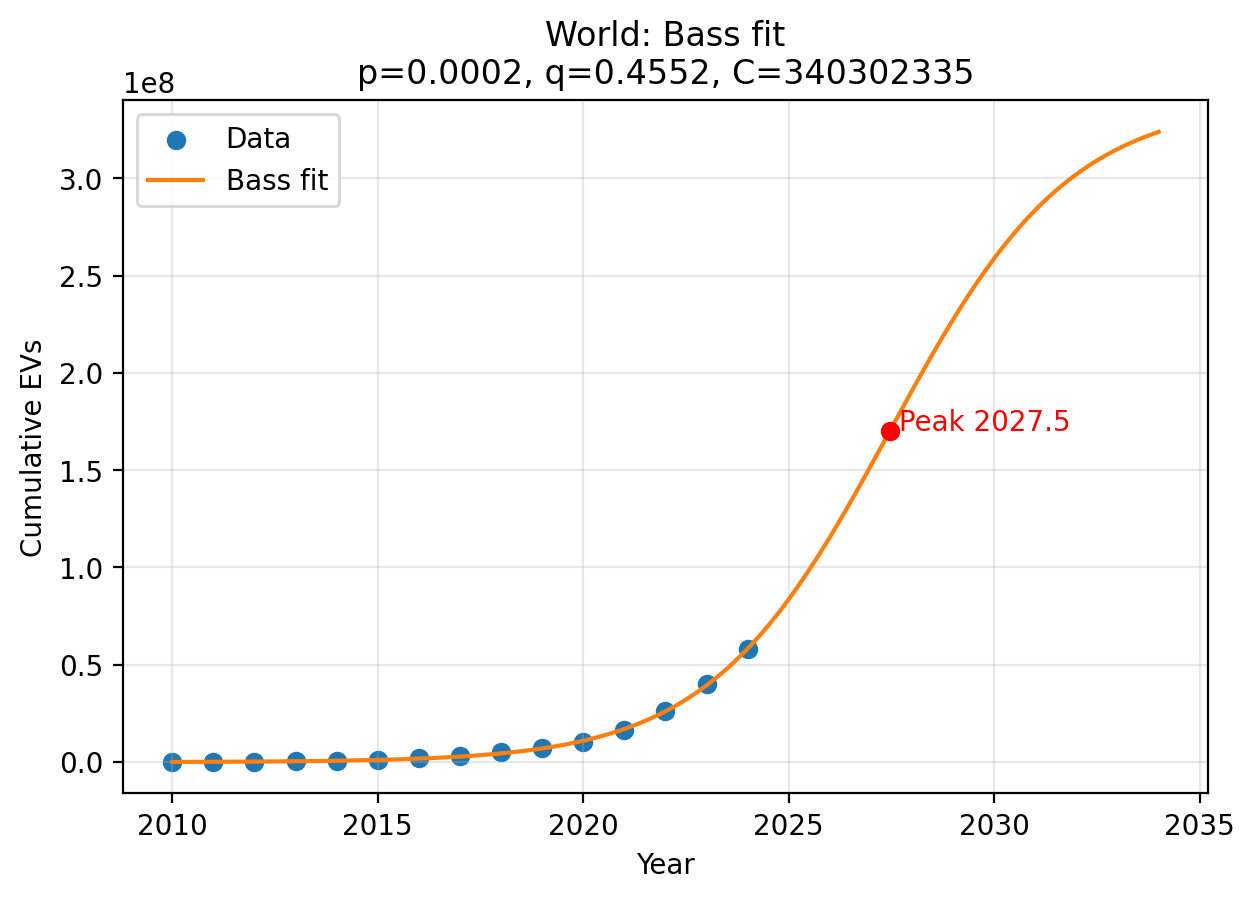 World: Bass fit
p=0.0002, q=0.4552, C=340302335
1e8
Data
Bass fit
3.0
2.5
2.0
1.5
1.0
0.5
0.0
Cumulative EVs
Peak 2027.5
2010
2015
2020
2025
2030
2035
Year